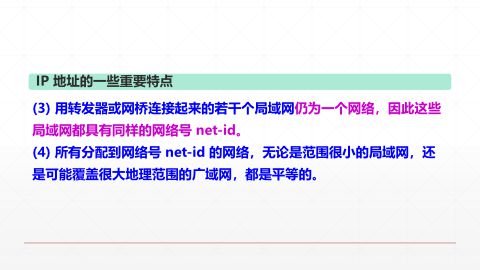 IP 地址的一些重要特点
(3) 用转发器或网桥连接起来的若干个局域网仍为一个网络，因此这些
局域网都具有同样的网络号 net-id。
(4) 所有分配到网络号 net-id 的网络，无论是范围很小的局域网，还
是可能覆盖很大地理范围的广域网，都是平等的。